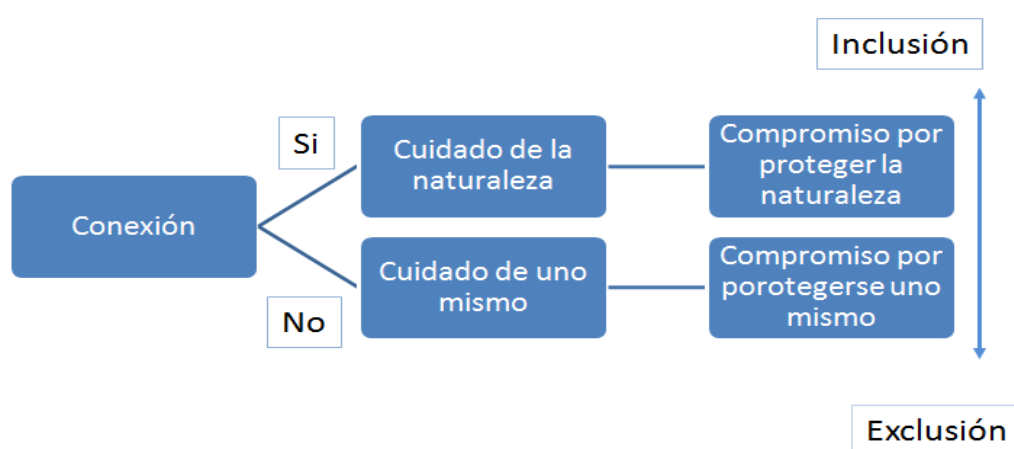 Inclusión
Si
Cuidado de la
naturaleza
Compromiso por
proteger la
naturaleza
Conexión
Cuidado de uno
mismo
Compromiso por
porotegerse uno
mismo
No
Exclusión